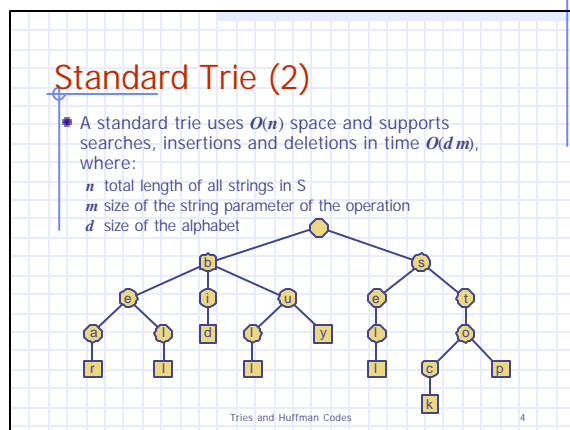 Standard Trie (2)
A standard trie uses O(n) space and supports
searches, insertions and deletions in time O(dm),
where:
n total length of all strings in S
m size of the string parameter of the operation
d size of the alphabet
b s
e i u e t
a l d l y l o
r l l l c p
k
Tries and Huffman Codes 4